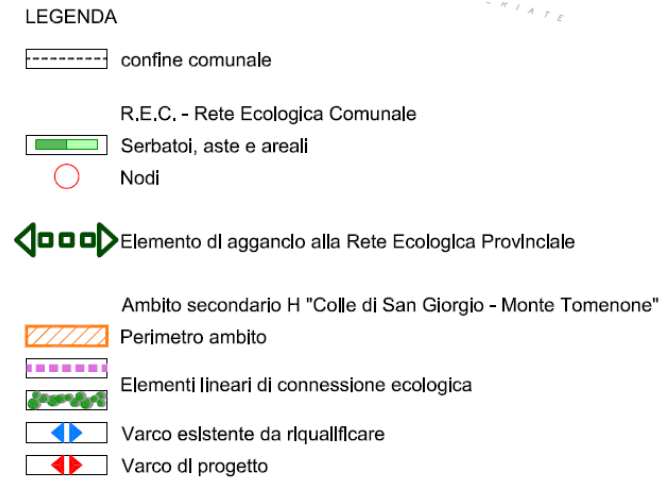 RIATE
LEGENDA
confine comunale
R.E.C. - Rete Ecologica Comunale
Serbatoi, aste e areali
Nodi
Elemento di aggancio alla Rete Ecologica Provinciale
Ambito secondario H "Colle di San Giorgio - Monte Tomenone"
Perimetro ambito
Elementi lineari di connessione ecologica
Varco esistente da riqualificare
Varco di progetto